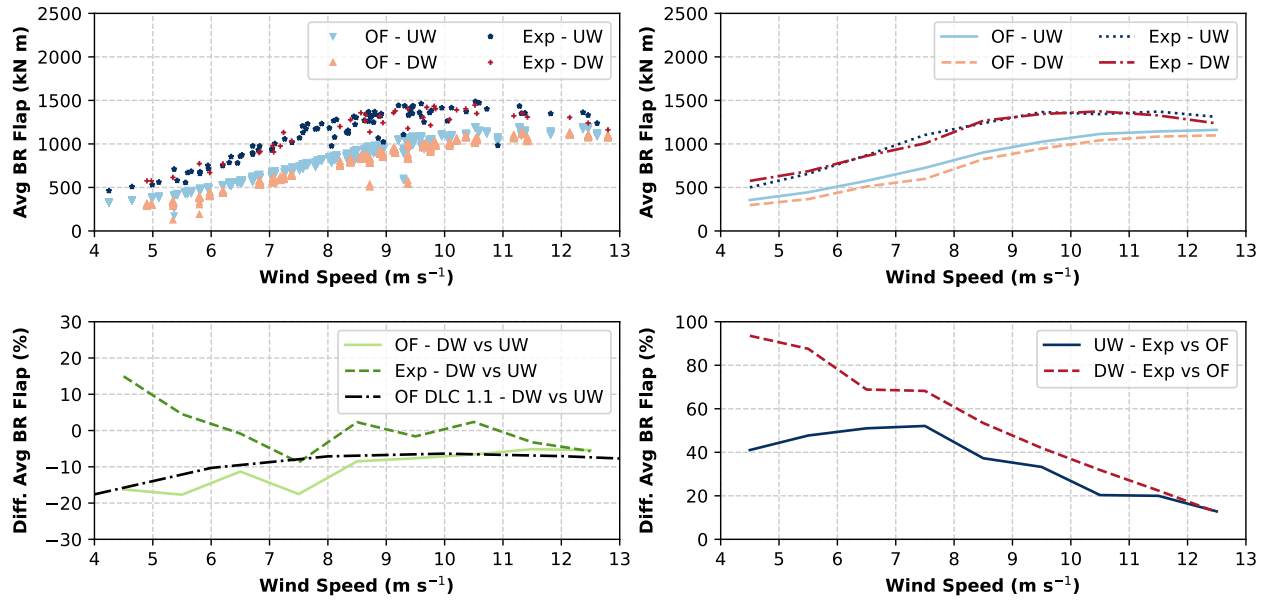 2500
2000
1500
1000
500
0
Avg BR Flap (kN m)
OF - UW
OF - DW
Exp - UW
Exp - DW
4 5 6 7 8 9 10 11 12 13
Wind Speed (m s⁻¹)
2500
2000
1500
1000
500
0
Avg BR Flap (kN m)
OF - UW
OF - DW
Exp - UW
Exp - DW
4 5 6 7 8 9 10 11 12 13
Wind Speed (m s⁻¹)
30
20
10
0
−10
−20
−30
Diff. Avg BR Flap (%)
OF - DW vs UW
Exp - DW vs UW
OF DLC 1.1 - DW vs UW
4 5 6 7 8 9 10 11 12 13
Wind Speed (m s⁻¹)
100
80
60
40
20
0
Diff. Avg BR Flap (%)
UW - Exp vs OF
DW - Exp vs OF
4 5 6 7 8 9 10 11 12 13
Wind Speed (m s⁻¹)